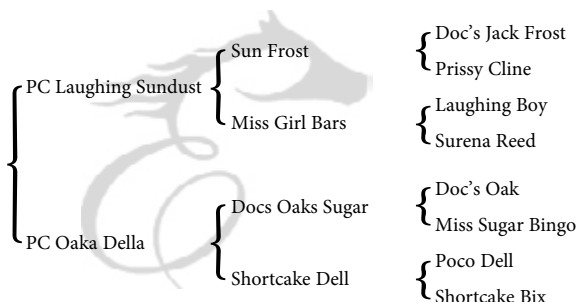 Doc's Jack Frost
Sun Frost
Prissy Cline
PC Laughing Sundust
Laughing Boy
Miss Girl Bars
Surena Reed
Doc's Oak
Docs Oaks Sugar
Miss Sugar Bingo
PC Oaka Della
Poco Dell
Shortcake Dell
Shortcake Bix